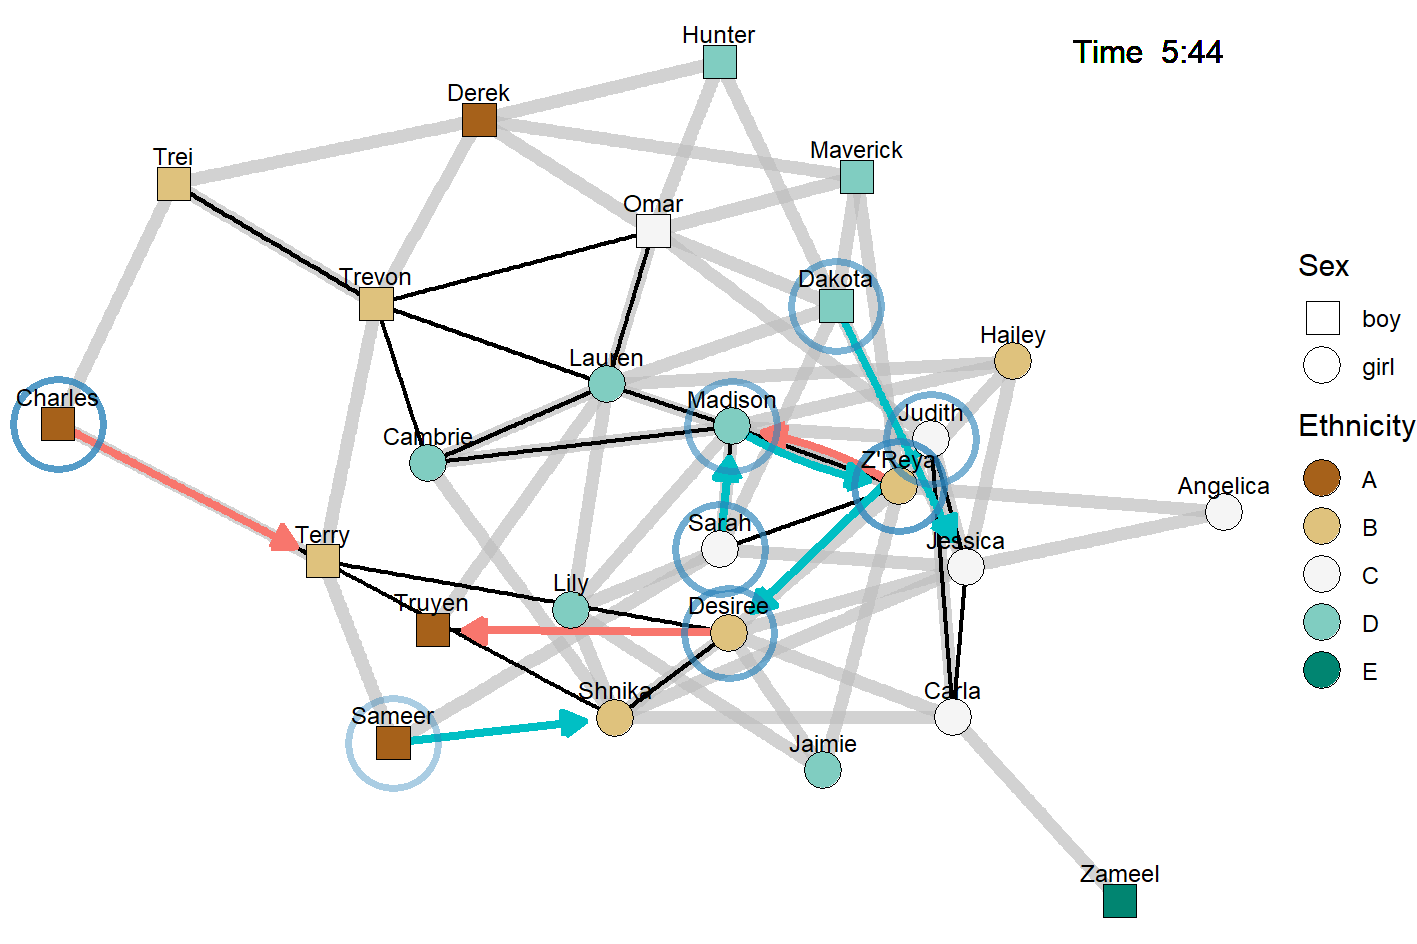 Hunter
Time 5:44
Derek
Maverick
Trei
Omar
Trevon
Dakota
Sex
boy
Hailey
Lauren
girl
Charles
Madison
Judith
Ethnicity
Cambrie
Z'Reya
A
Angelica
B
Sarah
Terry
Jessica
C
Lily
Truyen
Desiree
D
Shnika
Carla
E
Sameer
Jaimie
Zameel